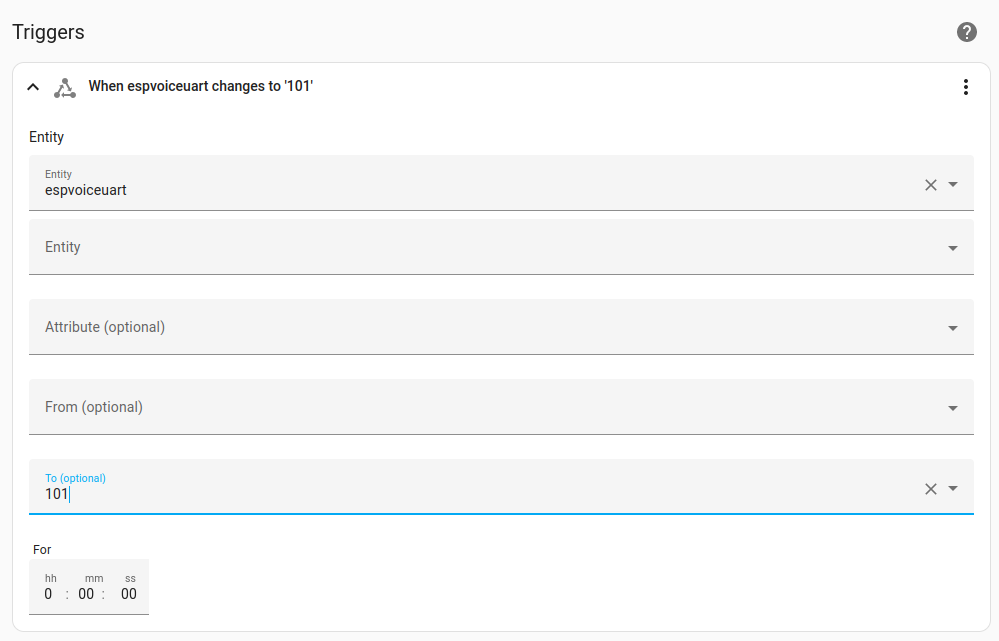 Triggers
When espvoiceuart changes to '101'
Entity
Entity
espvoiceuart
Entity
Attribute (optional)
From (optional)
To (optional)
101
For
hh mm ss
0 : 00 : 00